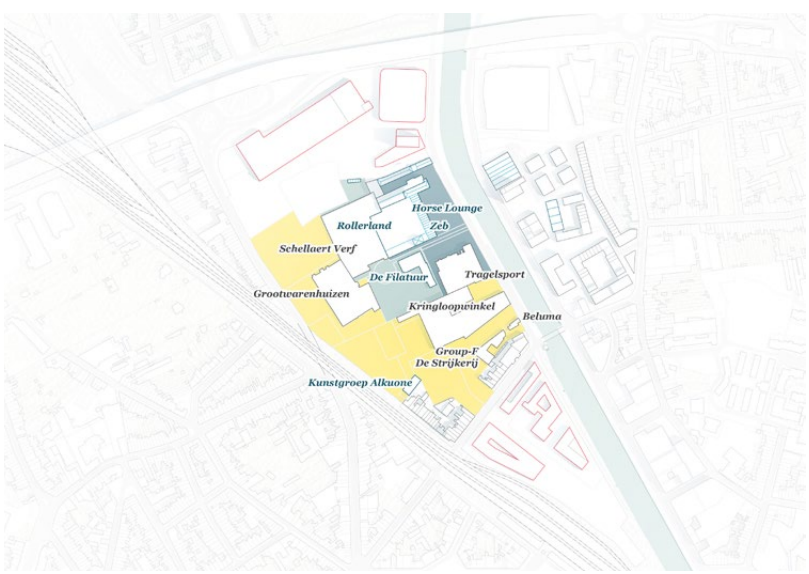 Horse Lounge
Rollerland
Zeb
Schellaert Verf
De Filatuur
Tragelsport
Grootwarenhuizen
Kringloopwinkel
Beluma
Group-F
De Strijkerij
Kunstgroep Alkuone